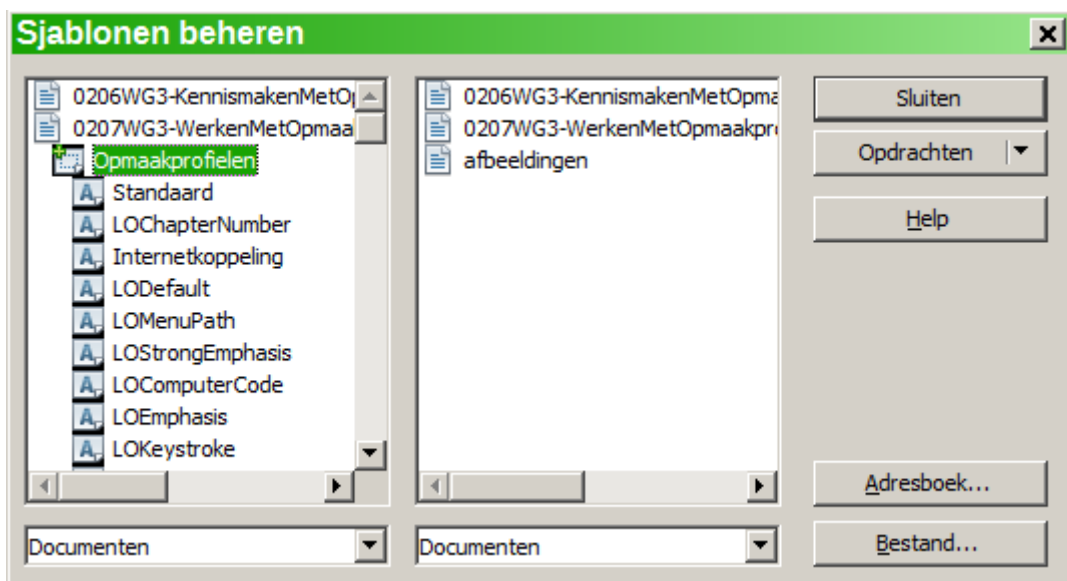 Sjablonen beheren
0206WG3-KennismakenMetOp
0207WG3-WerkenMetOpmaa
Opmaakprofielen
Standaard
LOChapterNumber
Internetkoppeling
LODefault
LOMenuPath
LOStrongEmphasis
LOComputerCode
LOEmphasis
LOKeystroke
Documenten
0206WG3-KennismakenMetOpma
0207WG3-WerkenMetOpmaakpr
afbeeldingen
Documenten
Sluiten
Opdrachten
Help
Adresboek...
Bestand...